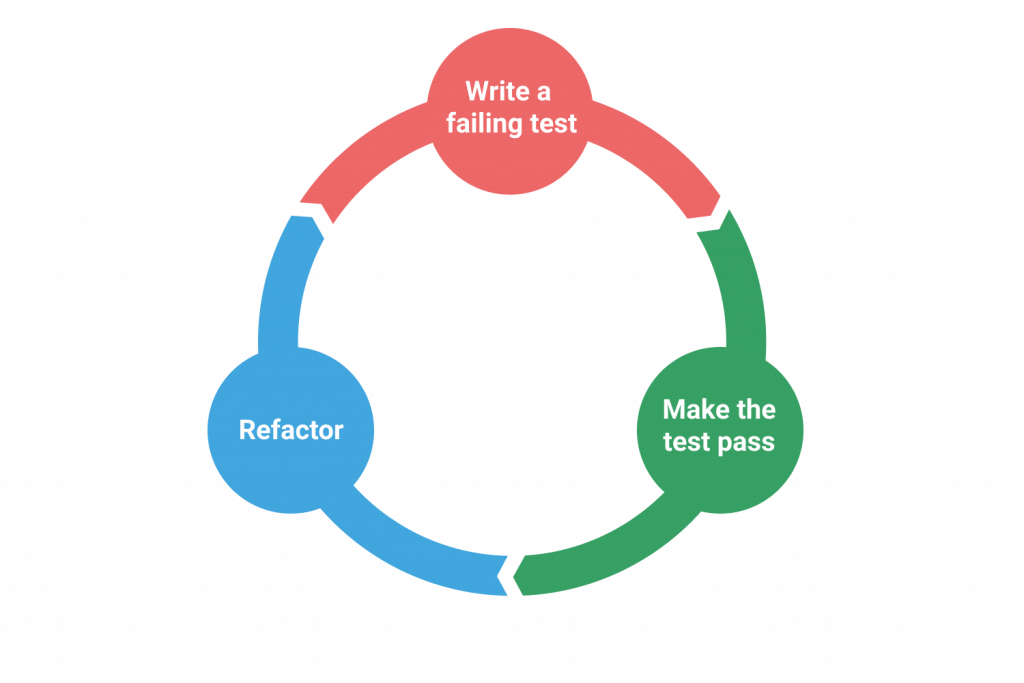 Write a
failing test
Make the
test pass
Refactor